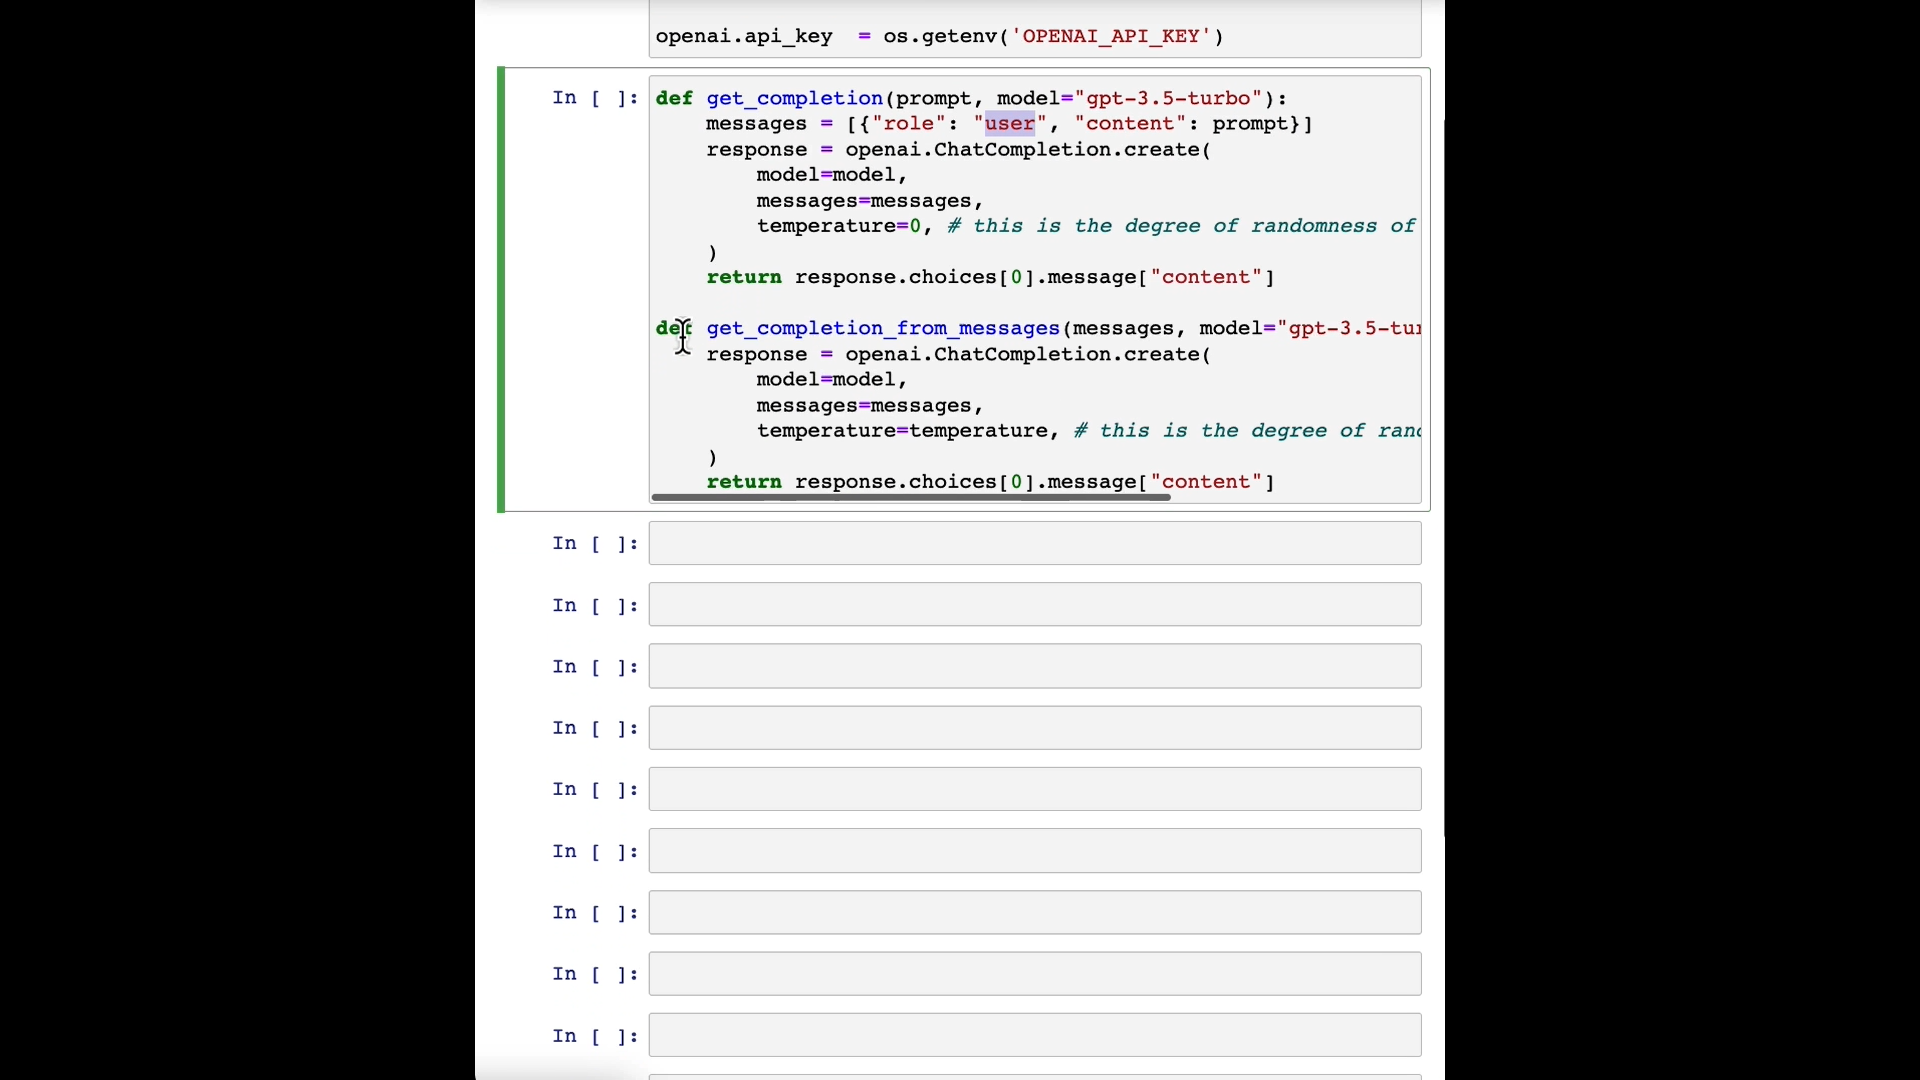 openai.api_key  = os.getenv('OPENAI_API_KEY')
In [ ]: def get_completion(prompt, model="gpt-3.5-turbo"):
    messages = [{"role": "user", "content": prompt}]
    response = openai.ChatCompletion.create(
        model=model,
        messages=messages,
        temperature=0, # this is the degree of randomness of
    )
    return response.choices[0].message["content"]
def get_completion_from_messages(messages, model="gpt-3.5-tur
    response = openai.ChatCompletion.create(
        model=model,
        messages=messages,
        temperature=temperature, # this is the degree of rand
    )
    return response.choices[0].message["content"]
In [ ]:
In [ ]:
In [ ]:
In [ ]:
In [ ]:
In [ ]:
In [ ]:
In [ ]:
In [ ]: